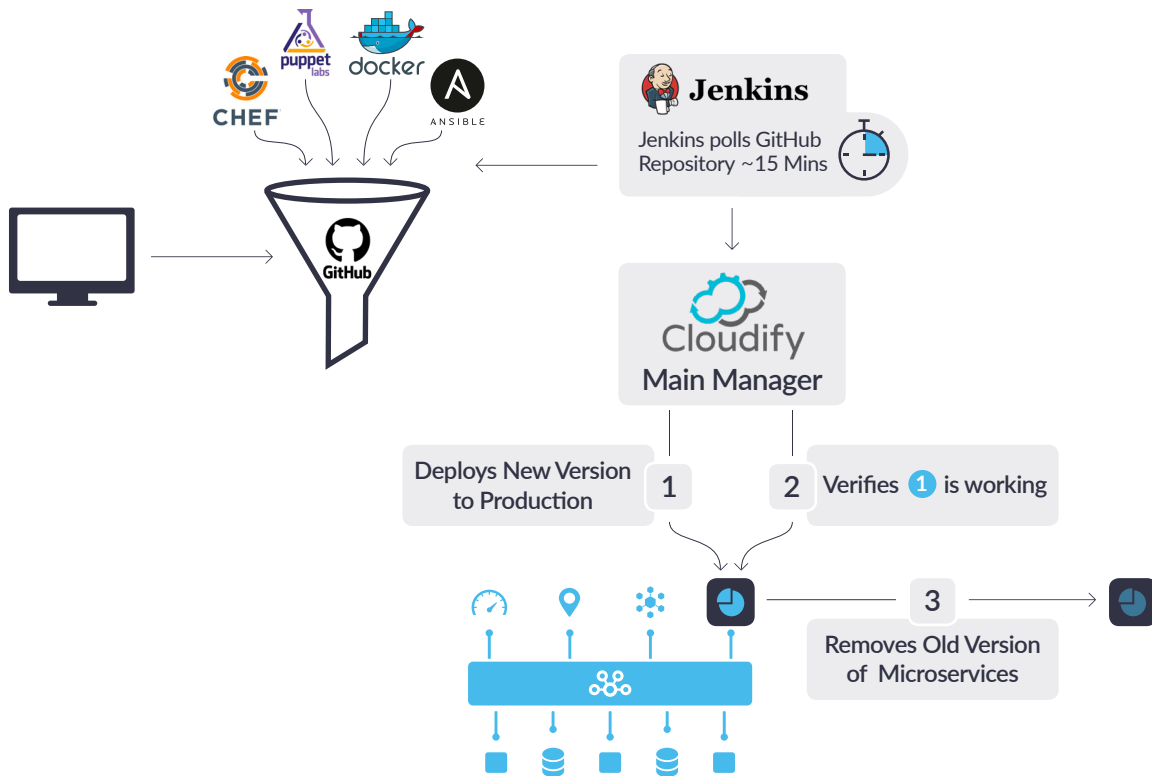 puppet
labs
docker
CHEF
ANSIBLE
Jenkins
Jenkins polls GitHub
Repository ~15 Mins
GitHub
Cloudify
Main Manager
Deploys New Version
to Production
1
2
Verifies 1 is working
3
Removes Old Version
of Microservices